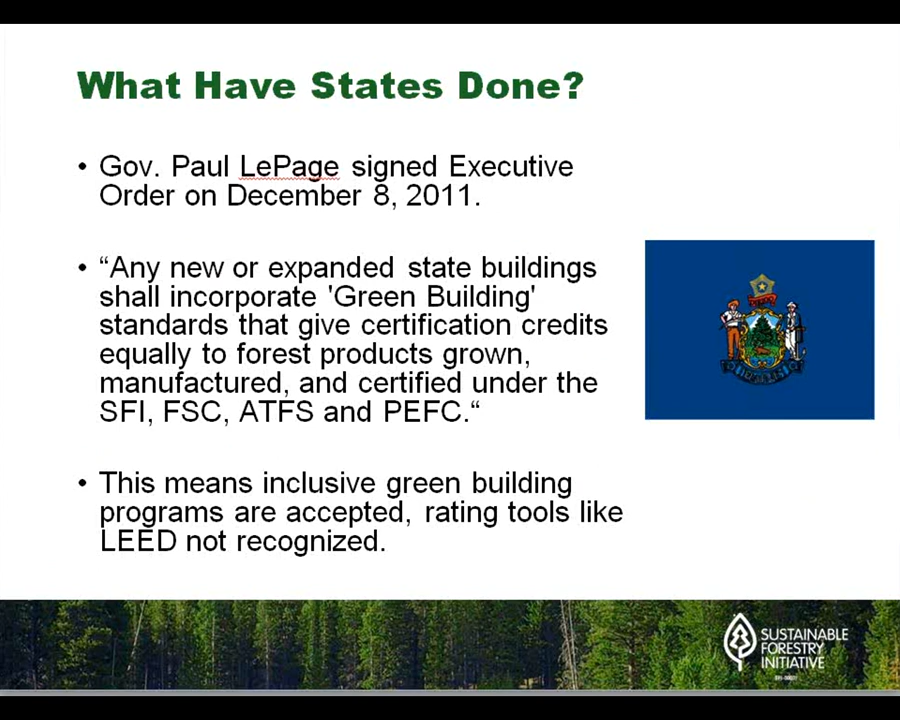 What Have States Done?
• Gov. Paul LePage signed Executive
Order on December 8, 2011.
• “Any new or expanded state buildings
shall incorporate 'Green Building'
standards that give certification credits
equally to forest products grown,
manufactured, and certified under the
SFI, FSC, ATFS and PEFC.“
• This means inclusive green building
programs are accepted, rating tools like
LEED not recognized.
SUSTAINABLE
FORESTRY
INITIATIVE